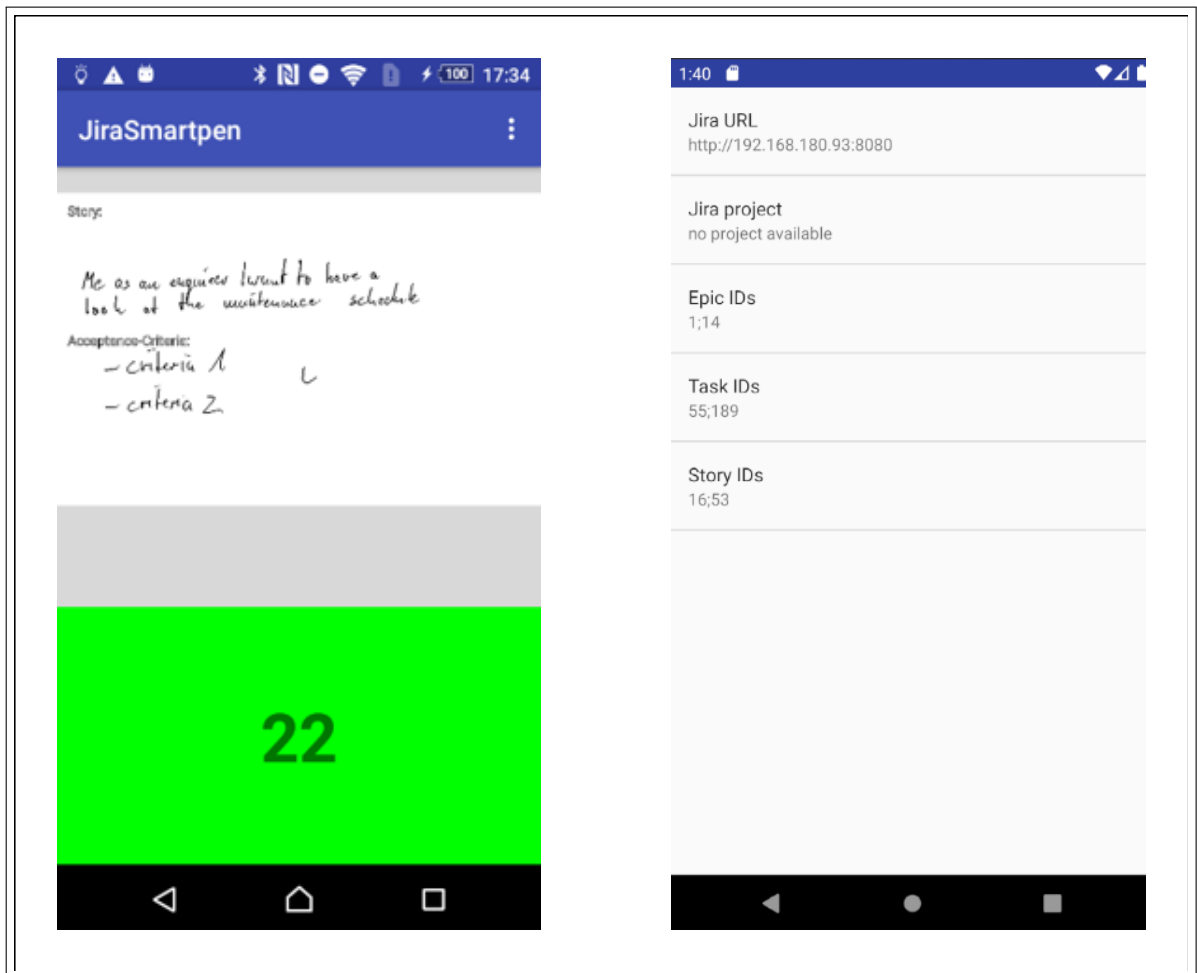 100 17:34
JiraSmartpen
Story:
Me as an enquirer I want to have a
look at the maintenance schedule
Acceptance-Criteria:
- criteria 1
- criteria 2
22
1:40
Jira URL
http://192.168.180.93:8080
Jira project
no project available
Epic IDs
1;14
Task IDs
55;189
Story IDs
16;53